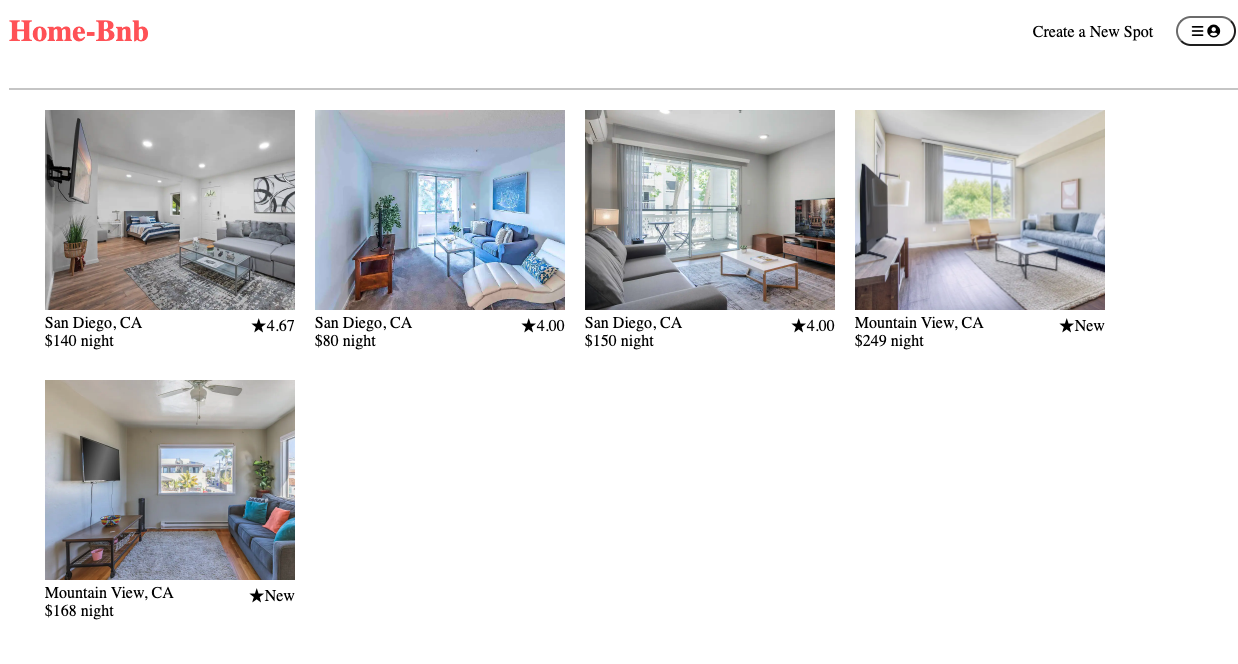 Home-Bnb
Create a New Spot
San Diego, CA ★4.67
$140 night
San Diego, CA ★4.00
$80 night
San Diego, CA ★4.00
$150 night
Mountain View, CA ★New
$249 night
Mountain View, CA ★New
$168 night